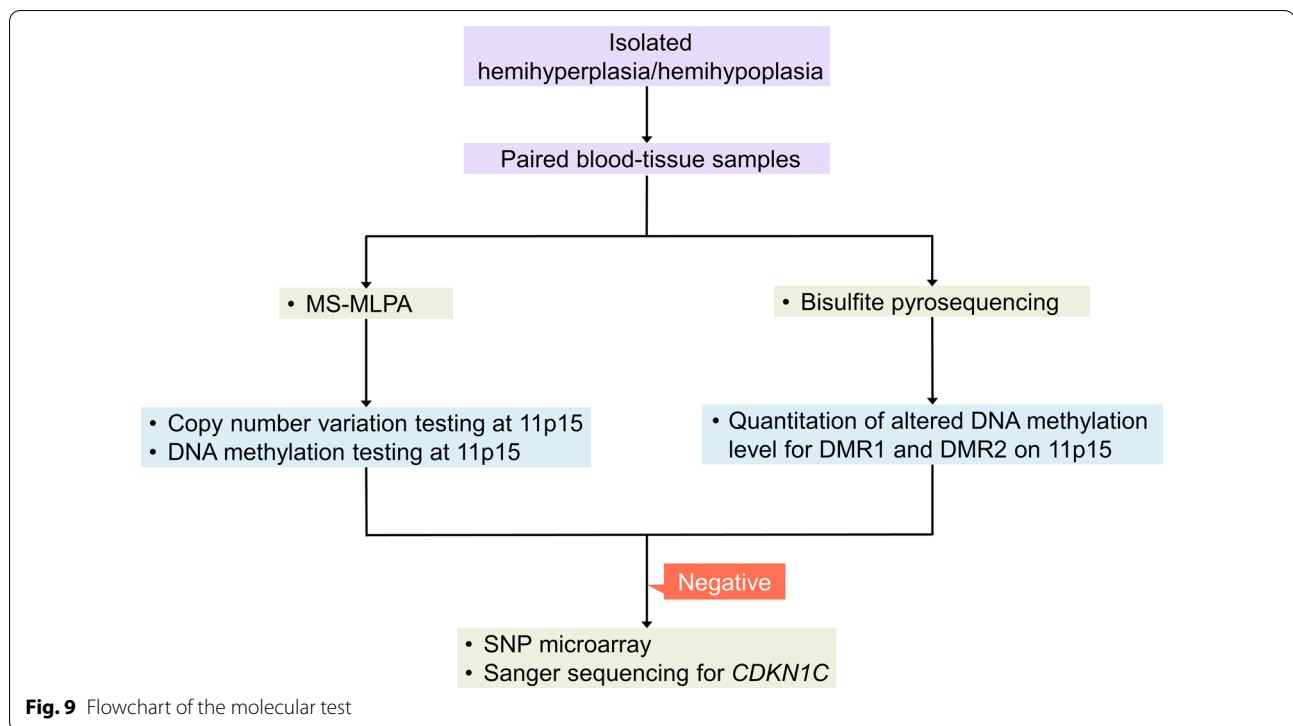 Isolated
hemihyperplasia/hemihypoplasia
Paired blood-tissue samples
• MS-MLPA
• Bisulfite pyrosequencing
• Copy number variation testing at 11p15
• DNA methylation testing at 11p15
• Quantitation of altered DNA methylation
level for DMR1 and DMR2 on 11p15
Negative
• SNP microarray
• Sanger sequencing for CDKN1C
Fig. 9 Flowchart of the molecular test